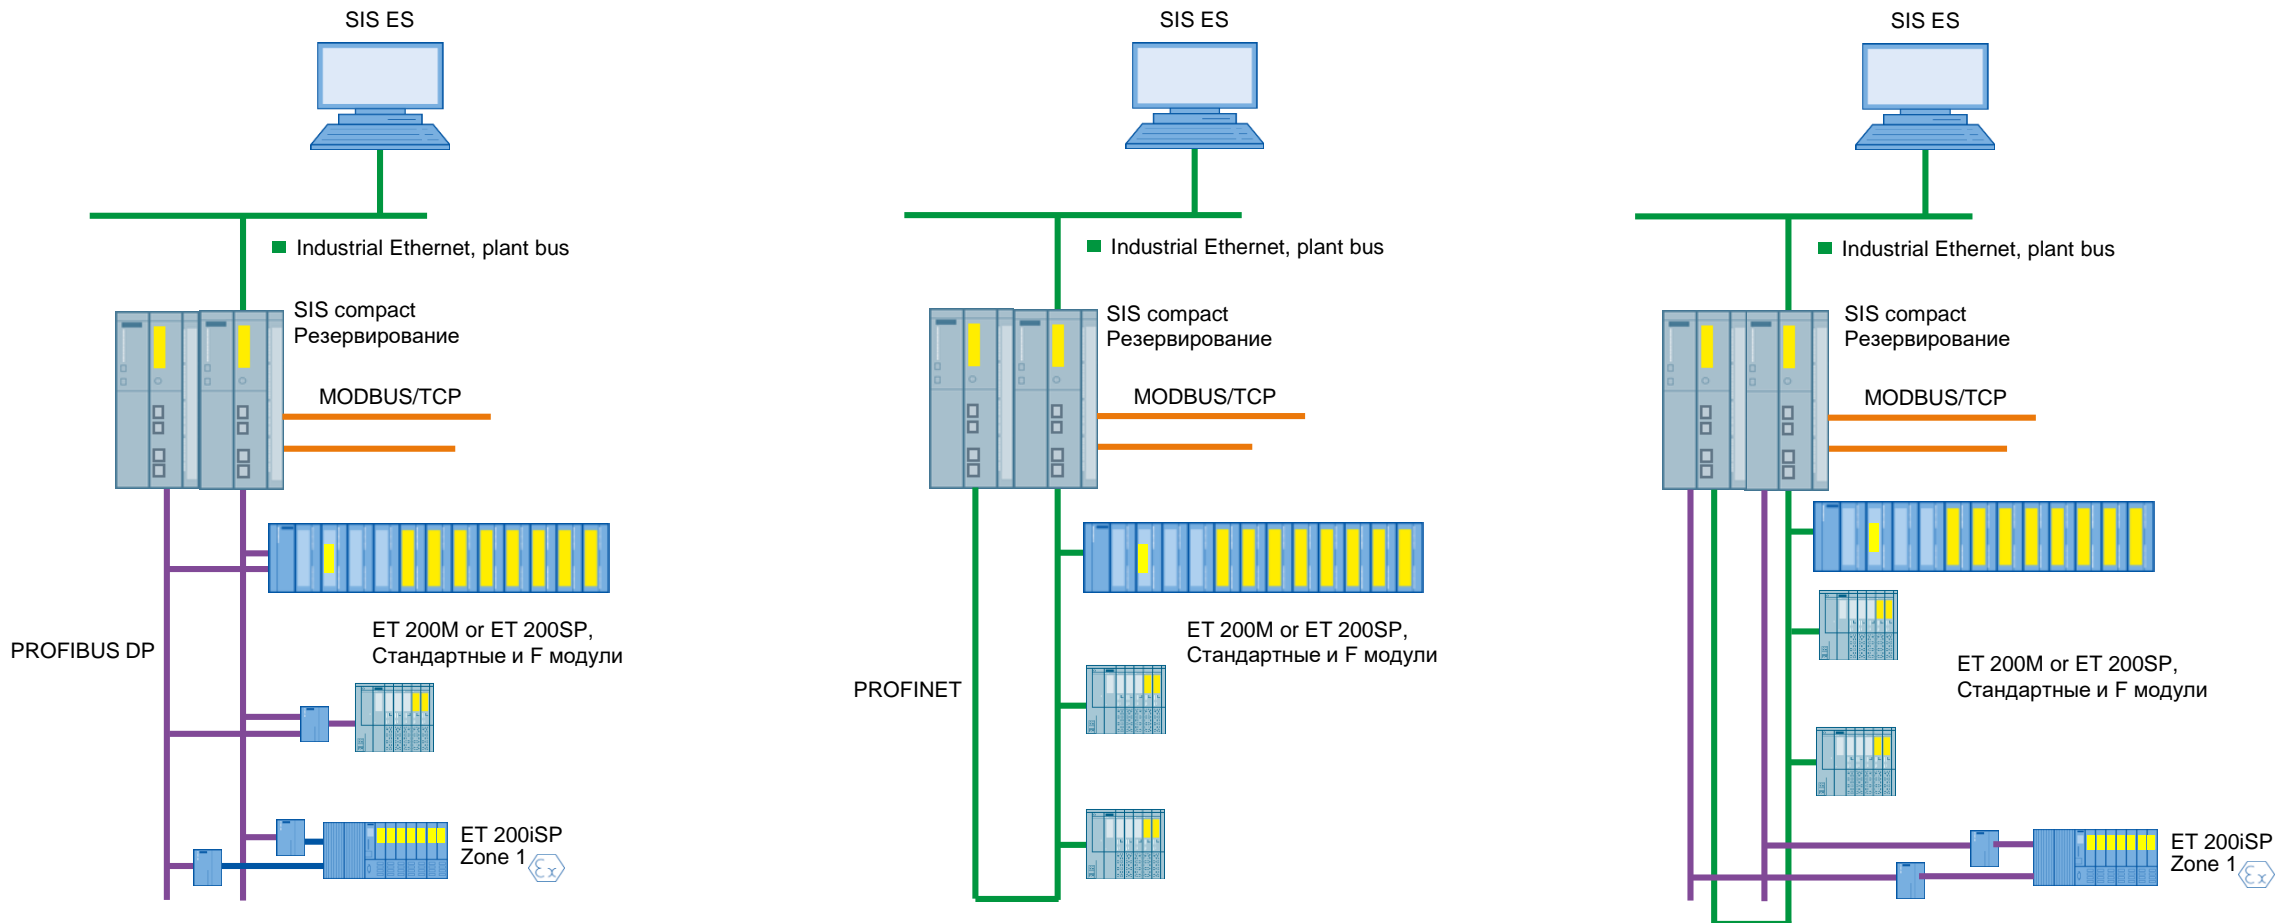 SIS ES
Industrial Ethernet, plant bus
SIS compact
Резервирование
MODBUS/TCP
PROFIBUS DP
ET 200M or ET 200SP,
Стандартные и F модули
ET 200iSP
Zone 1
εx
SIS ES
Industrial Ethernet, plant bus
SIS compact
Резервирование
MODBUS/TCP
ET 200M or ET 200SP,
Стандартные и F модули
PROFINET
SIS ES
Industrial Ethernet, plant bus
SIS compact
Резервирование
MODBUS/TCP
ET 200M or ET 200SP,
Стандартные и F модули
ET 200iSP
Zone 1
εx